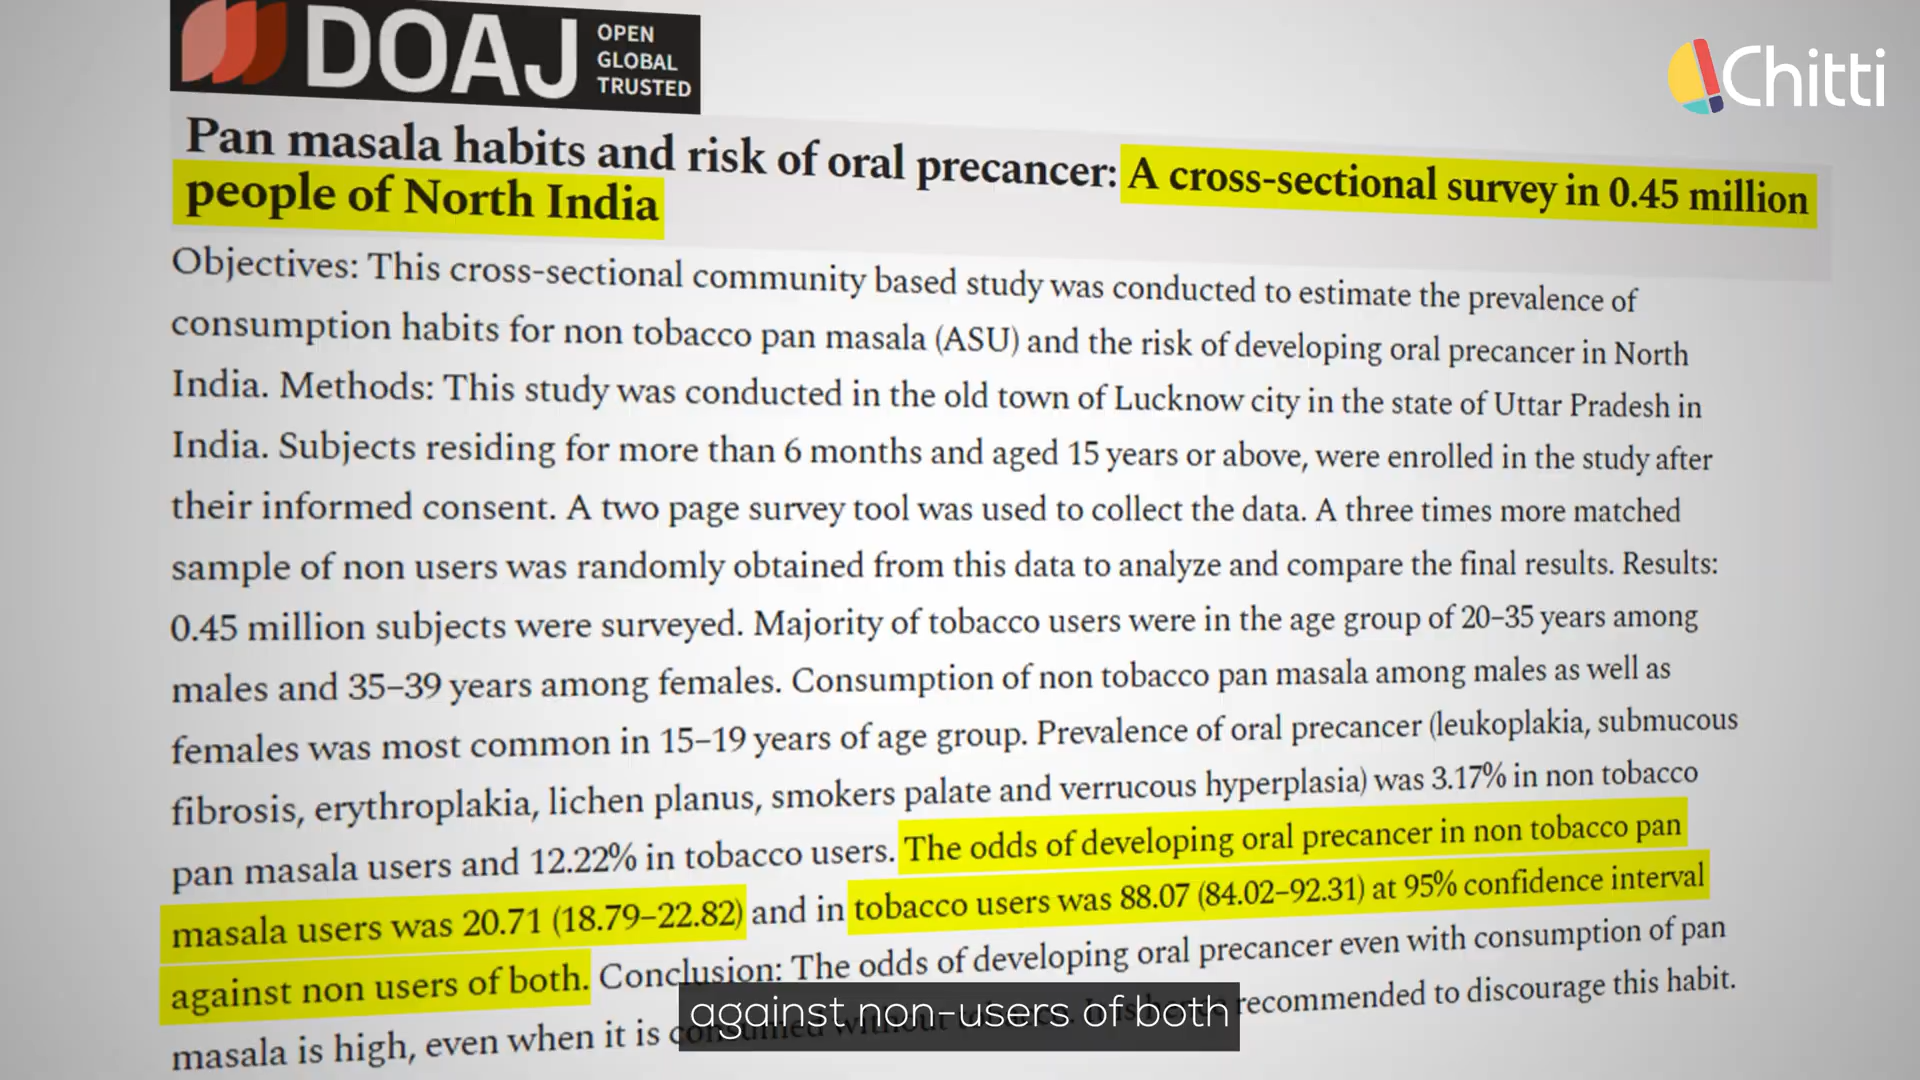 DOAJ
OPEN
GLOBAL
TRUSTED
Chitti
Pan masala habits and risk of oral precancer: A cross-sectional survey in 0.45 million
people of North India
Objectives: This cross-sectional community based study was conducted to estimate the prevalence of
consumption habits for non tobacco pan masala (ASU) and the risk of developing oral precancer in North
India. Methods: This study was conducted in the old town of Lucknow city in the state of Uttar Pradesh in
India. Subjects residing for more than 6 months and aged 15 years or above, were enrolled in the study after
their informed consent. A two page survey tool was used to collect the data. A three times more matched
sample of non users was randomly obtained from this data to analyze and compare the final results. Results:
0.45 million subjects were surveyed. Majority of tobacco users were in the age group of 20–35 years among
males and 35–39 years among females. Consumption of non tobacco pan masala among males as well as
females was most common in 15–19 years of age group. Prevalence of oral precancer (leukoplakia, submucous
fibrosis, erythroplakia, lichen planus, smokers palate and verrucous hyperplasia) was 3.17% in non tobacco
pan masala users and 12.22% in tobacco users. The odds of developing oral precancer in non tobacco pan
masala users was 20.71 (18.79–22.82) and in tobacco users was 88.07 (84.02–92.31) at 95% confidence interval
against non users of both. Conclusion: The odds of developing oral precancer even with consumption of pan
masala is high, even when it is recommended to discourage this habit.
against non-users of both